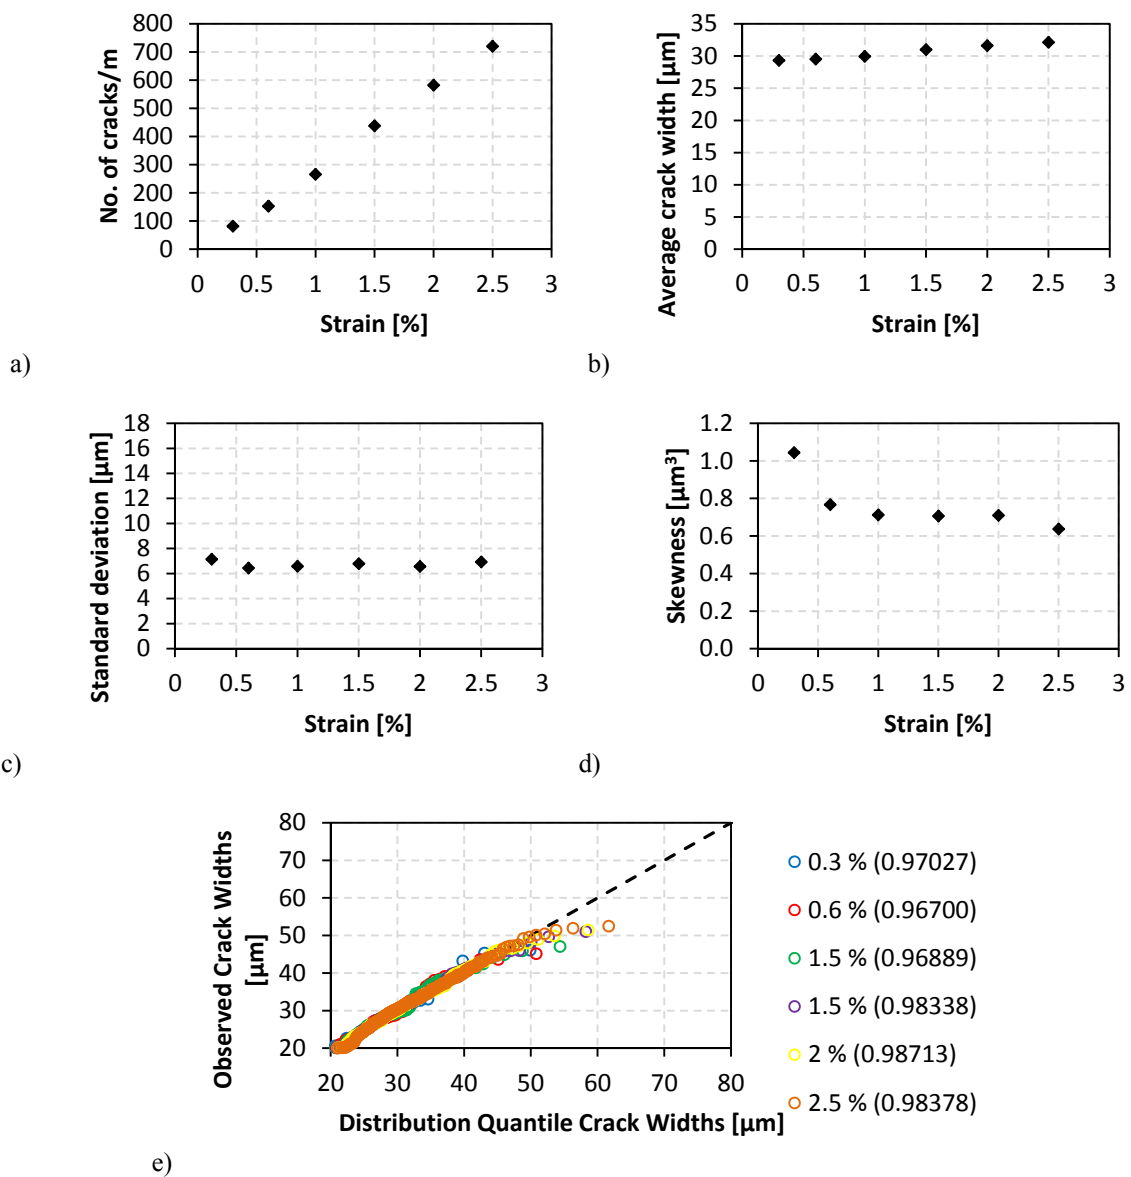 800
700
600
500
400
300
200
100
0
No. of cracks/m
0 0.5 1 1.5 2 2.5 3
Strain [%]
a)
35
30
25
20
15
10
5
0
Average crack width [µm]
0 0.5 1 1.5 2 2.5 3
Strain [%]
b)
18
16
14
12
10
8
6
4
2
0
Standard deviation [µm]
0 0.5 1 1.5 2 2.5 3
Strain [%]
c)
1.2
1.0
0.8
0.6
0.4
0.2
0.0
Skewness [µm³]
0 0.5 1 1.5 2 2.5 3
Strain [%]
d)
80
70
60
50
40
30
20
Observed Crack Widths
[µm]
20 30 40 50 60 70 80
Distribution Quantile Crack Widths [µm]
0.3 % (0.97027)
0.6 % (0.96700)
1.5 % (0.96889)
1.5 % (0.98338)
2 % (0.98713)
2.5 % (0.98378)
e)